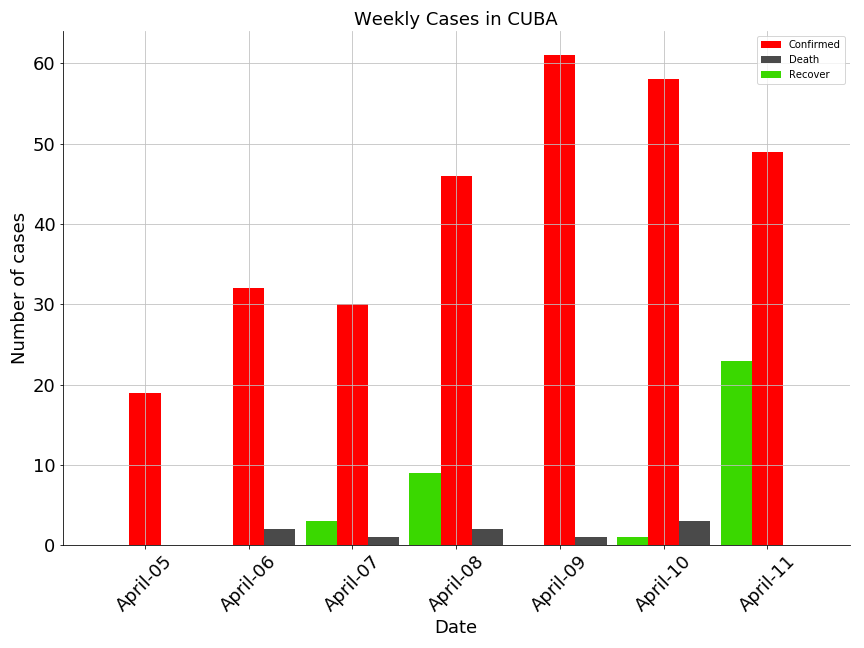 Weekly Cases in CUBA
Confirmed
Death
Recover
Number of cases
60
50
40
30
20
10
0
April-05
April-06
April-07
April-08
April-09
April-10
April-11
Date